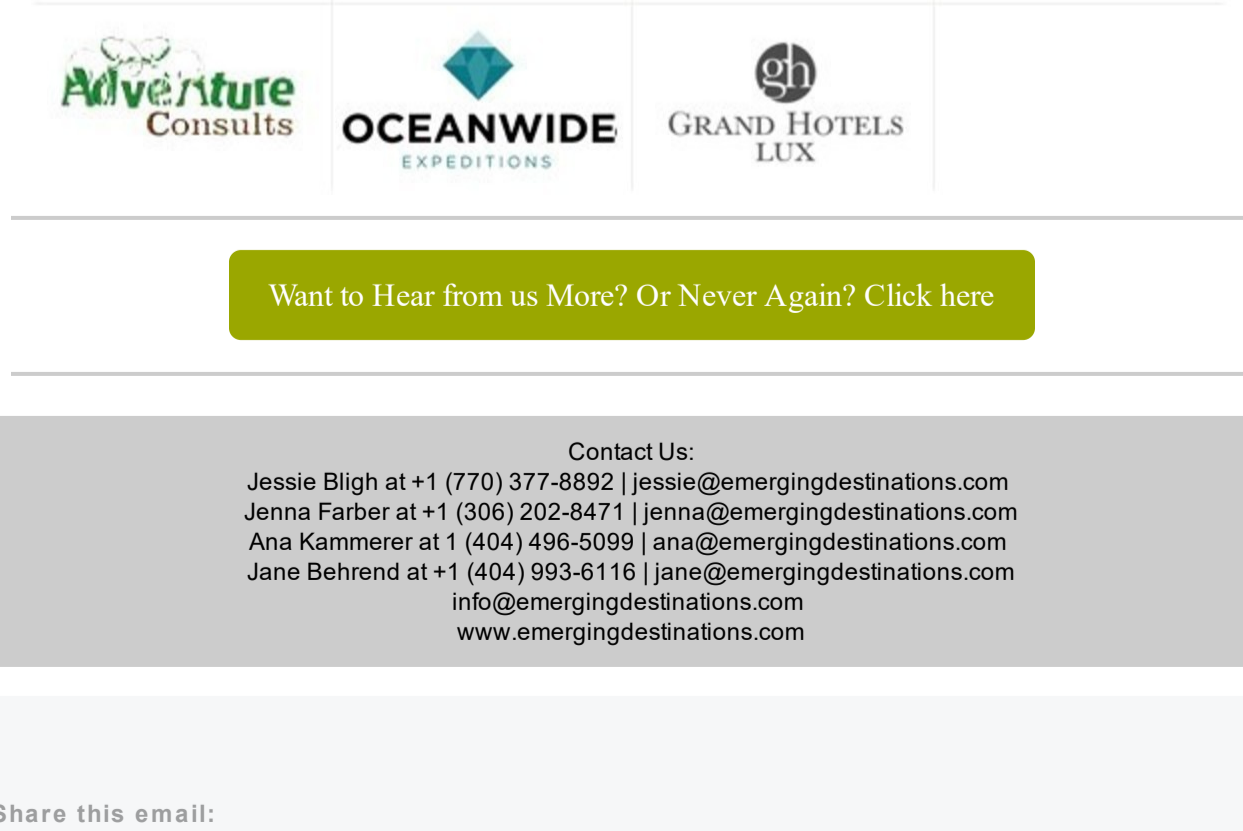 Adventure
Consults
OCEANWIDE
EXPEDITIONS
gh
GRAND HOTELS
LUX
Want to Hear from us More? Or Never Again? Click here
Contact Us:
Jessie Bligh at +1 (770) 377-8892 | jessie@emergingdestinations.com
Jenna Farber at +1 (306) 202-8471 | jenna@emergingdestinations.com
Ana Kammerer at 1 (404) 496-5099 | ana@emergingdestinations.com
Jane Behrend at +1 (404) 993-6116 | jane@emergingdestinations.com
info@emergingdestinations.com
www.emergingdestinations.com
Share this email: